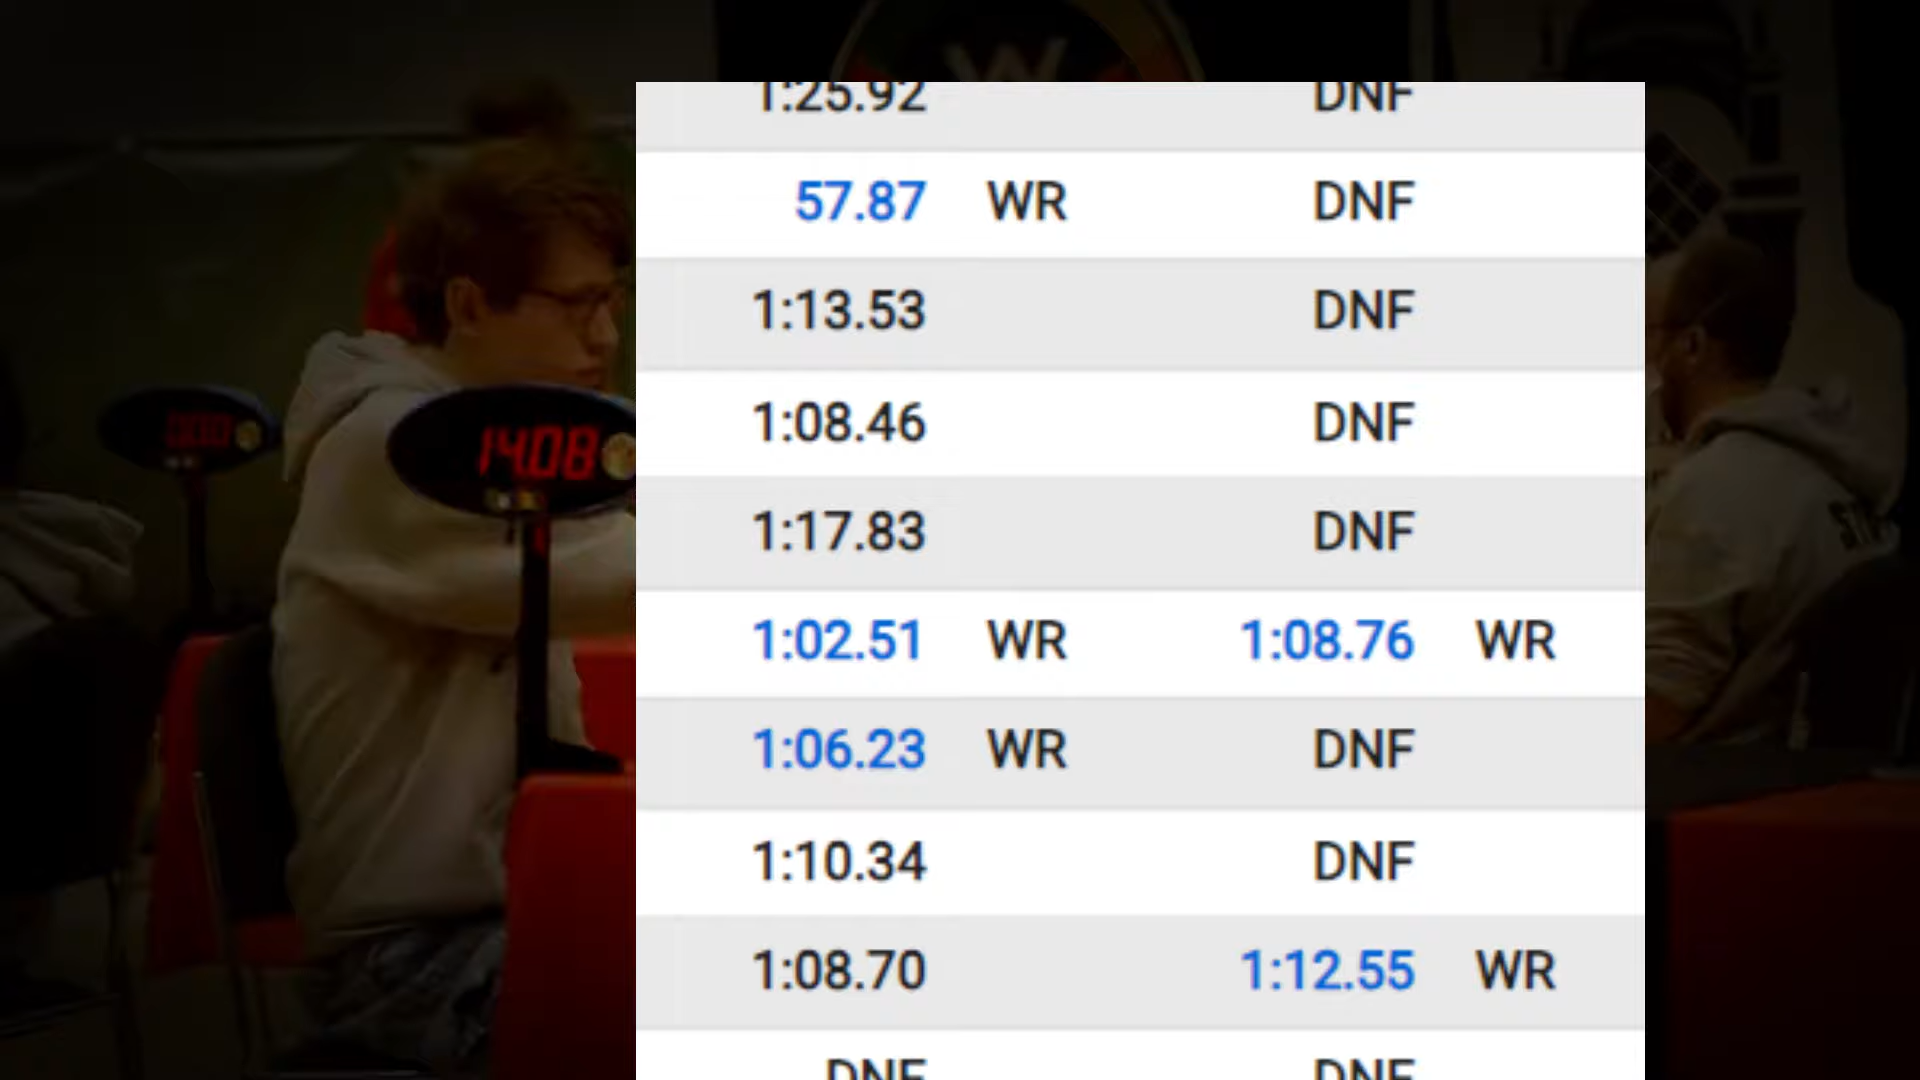 W
1:25.92 DNF
57.87 WR DNF
1:13.53 DNF
1:08.46 DNF
14.08
1:17.83 DNF
1:02.51 WR 1:08.76 WR
1:06.23 WR DNF
1:10.34 DNF
1:08.70 1:12.55 WR
DNF DNF